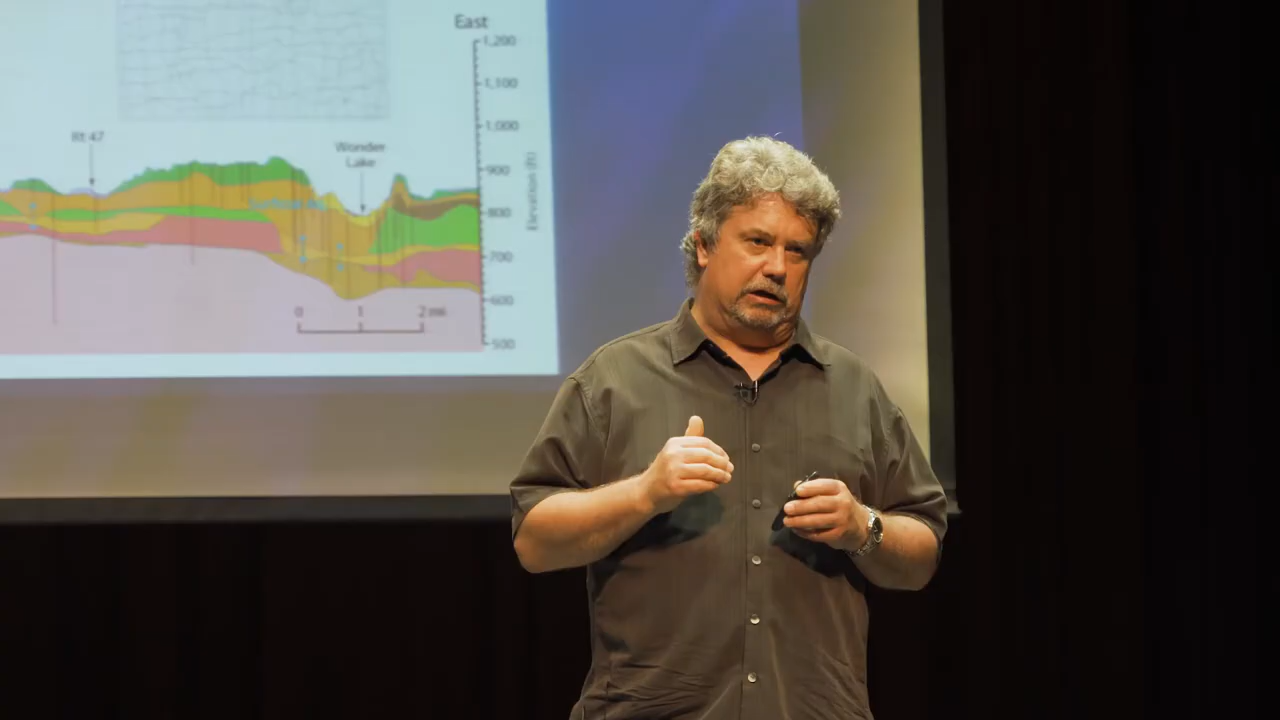 East
1,200
1,100
1,000
Rt 47
Wonder
Lake
900
800
700
600
500
Elevation (ft)
0 1 2 mi